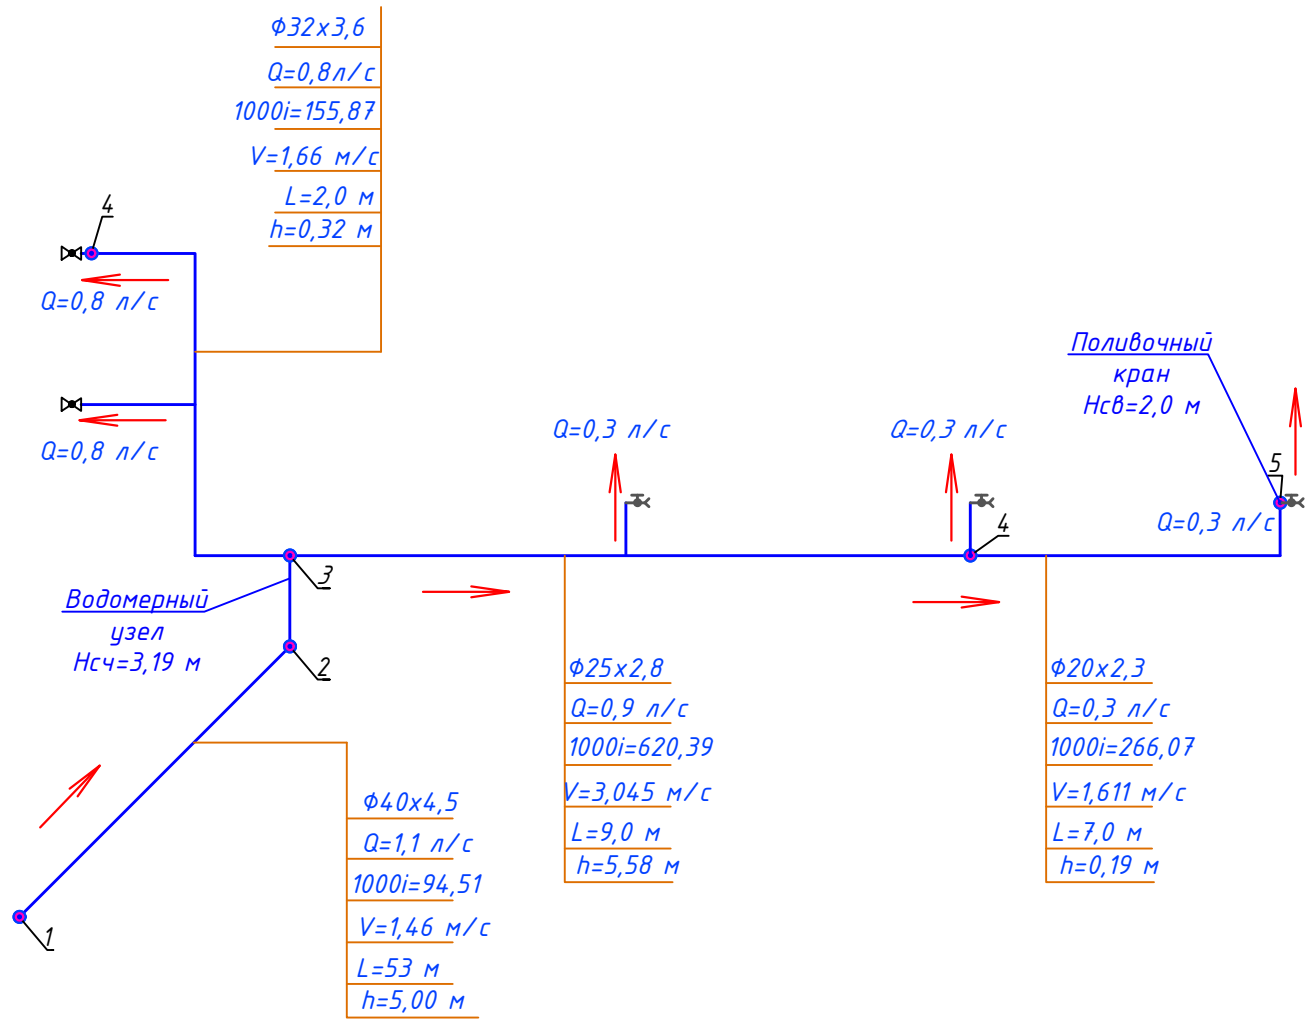 Ф32х3,6
Q=0,8л/с
1000i=155,87
V=1,66 м/с
L=2,0 м
h=0,32 м
4
Q=0,8 л/с
Q=0,8 л/с
Q=0,3 л/с
Q=0,3 л/с
Поливочный
кран
Нсв=2,0 м
5
Q=0,3 л/с
4
3
Водомерный
узел
Нсч=3,19 м
2
Ф25х2,8
Q=0,9 л/с
1000i=620,39
V=3,045 м/с
L=9,0 м
h=5,58 м
Ф20х2,3
Q=0,3 л/с
1000i=266,07
V=1,611 м/с
L=7,0 м
h=0,19 м
Ф40х4,5
Q=1,1 л/с
1000i=94,51
V=1,46 м/с
L=53 м
h=5,00 м
1